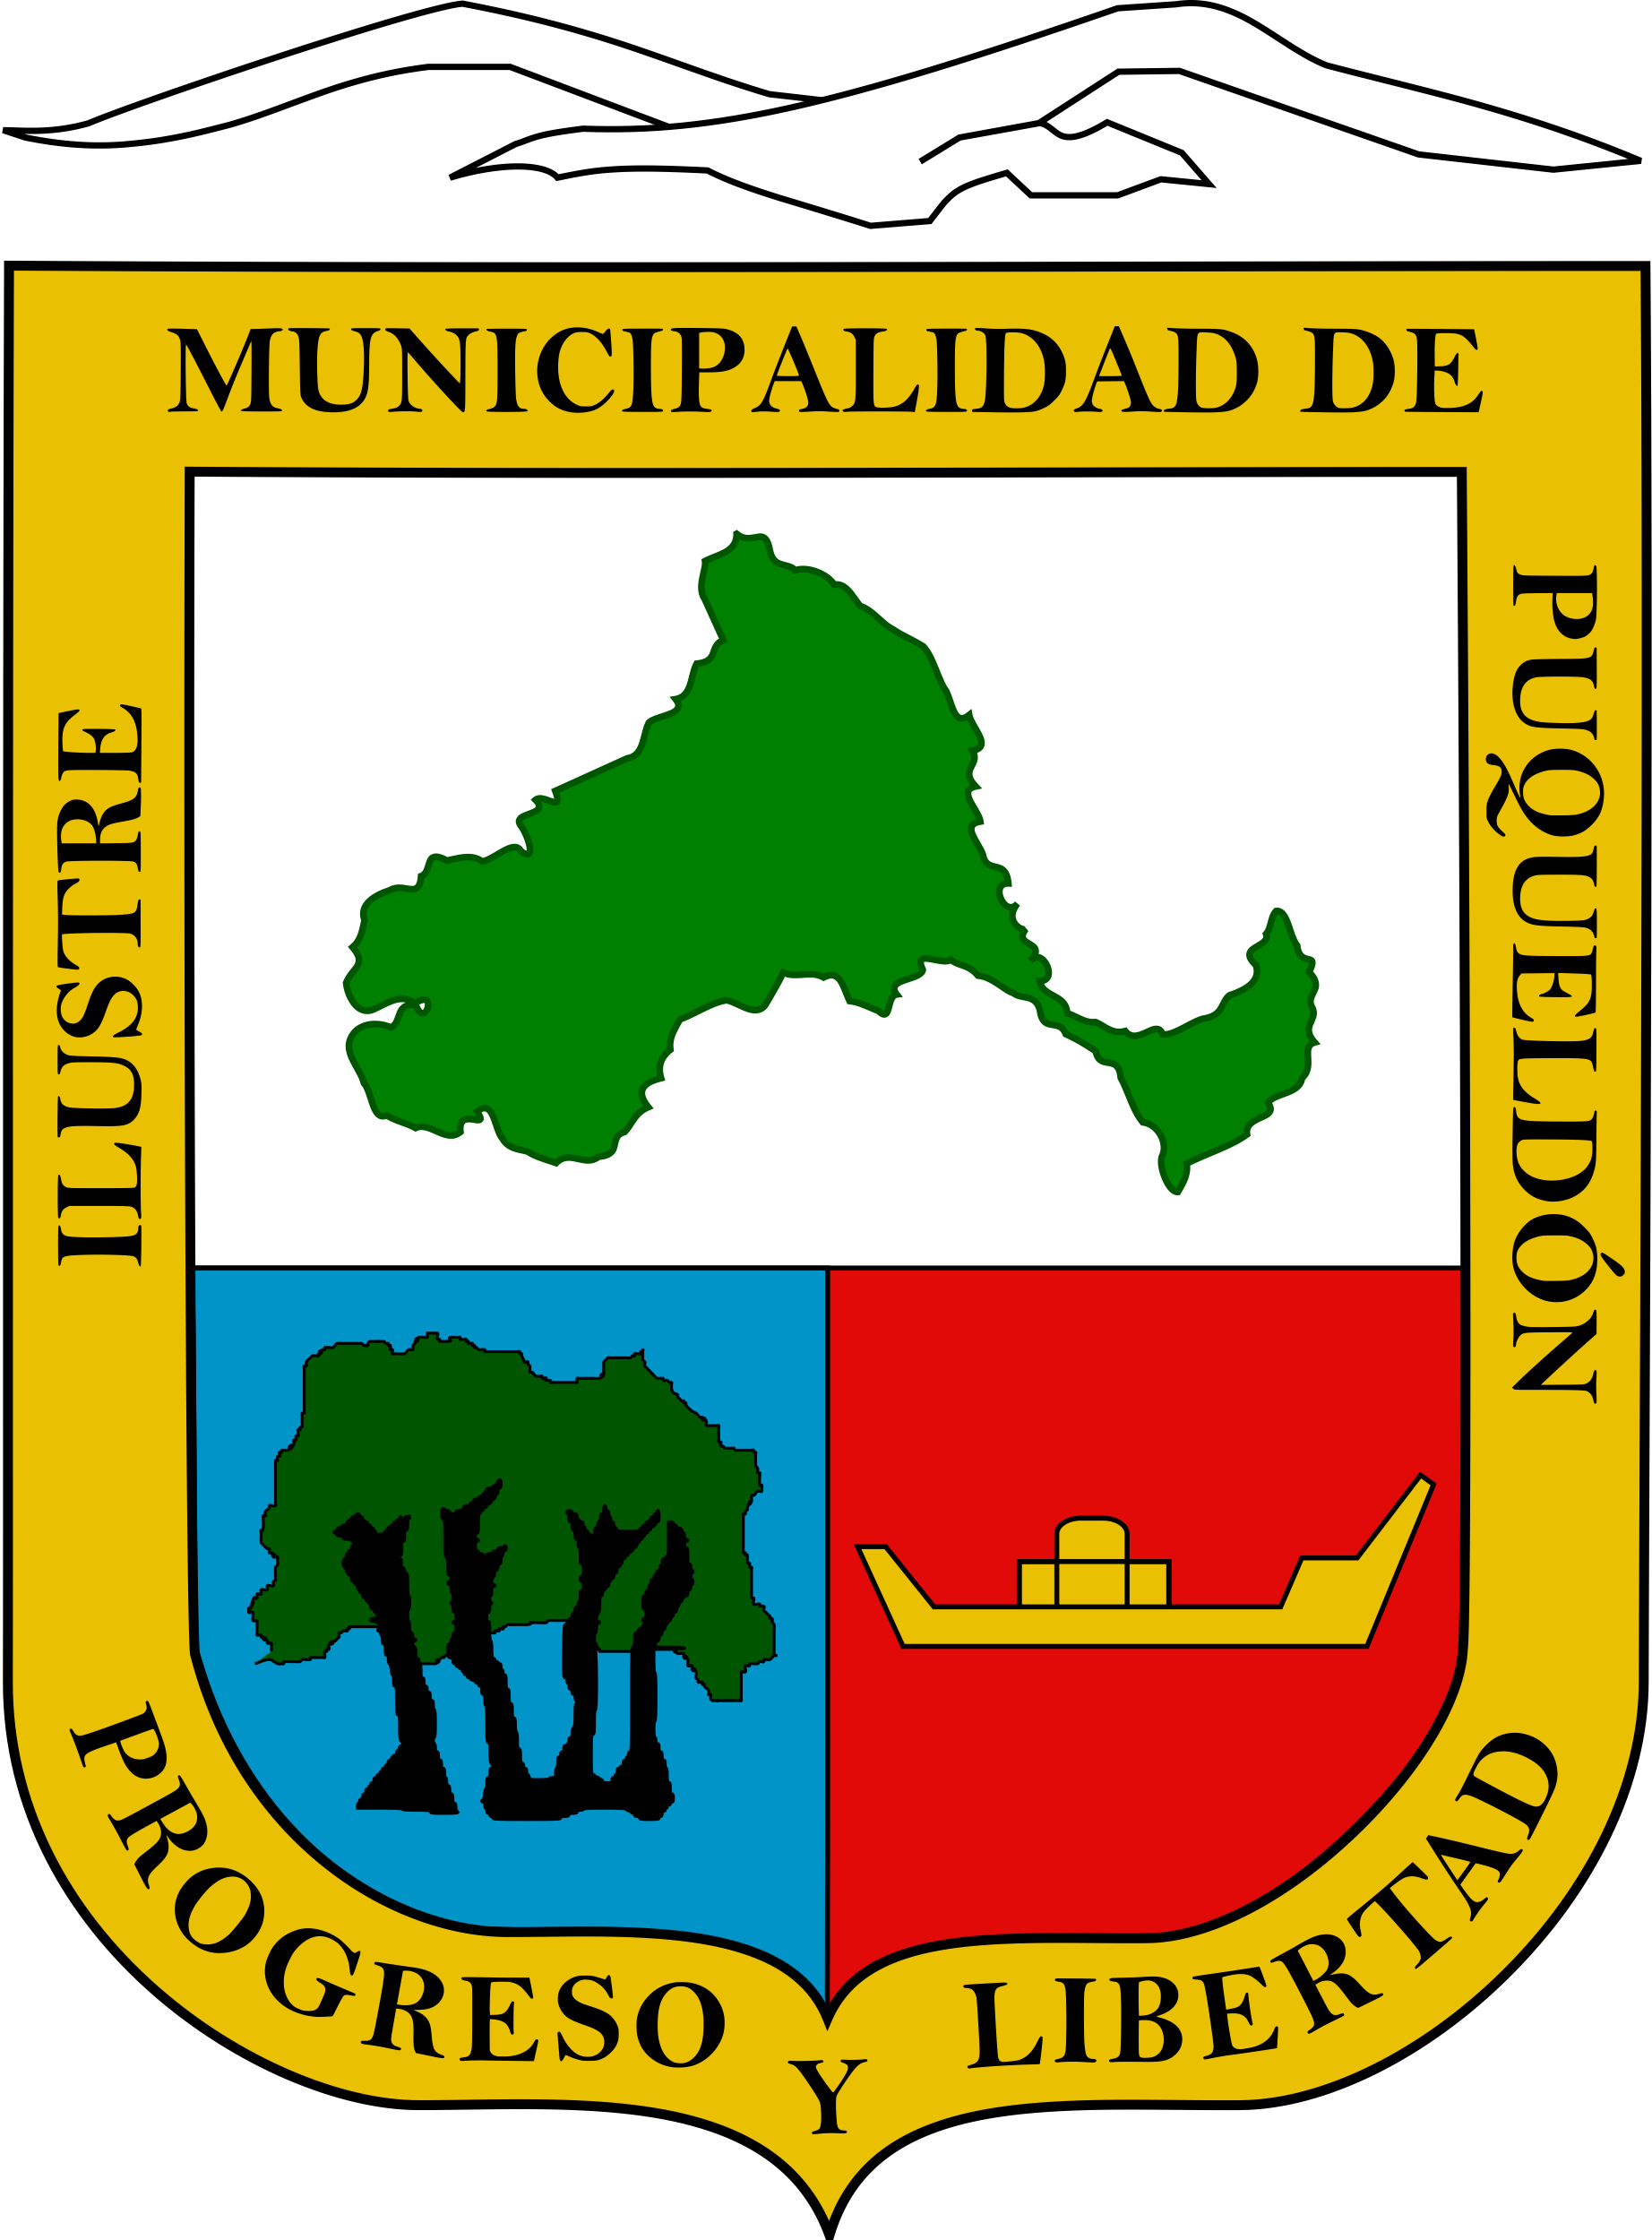 ILUSTRE
MUNICIPALIDAD DE
PUQUELDÓN
PROGRESO Y LIBERTAD